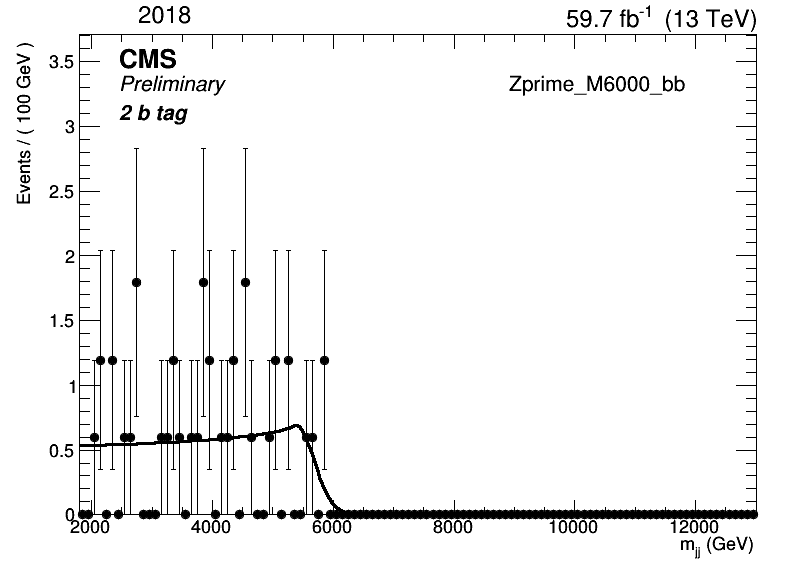 2018 59.7 fb⁻¹ (13 TeV)
CMS
Preliminary
2 b tag
Zprime_M6000_bb
Events / ( 100 GeV )
3.5
3
2.5
2
1.5
1
0.5
0
2000 4000 6000 8000 10000 12000
m_jj (GeV)